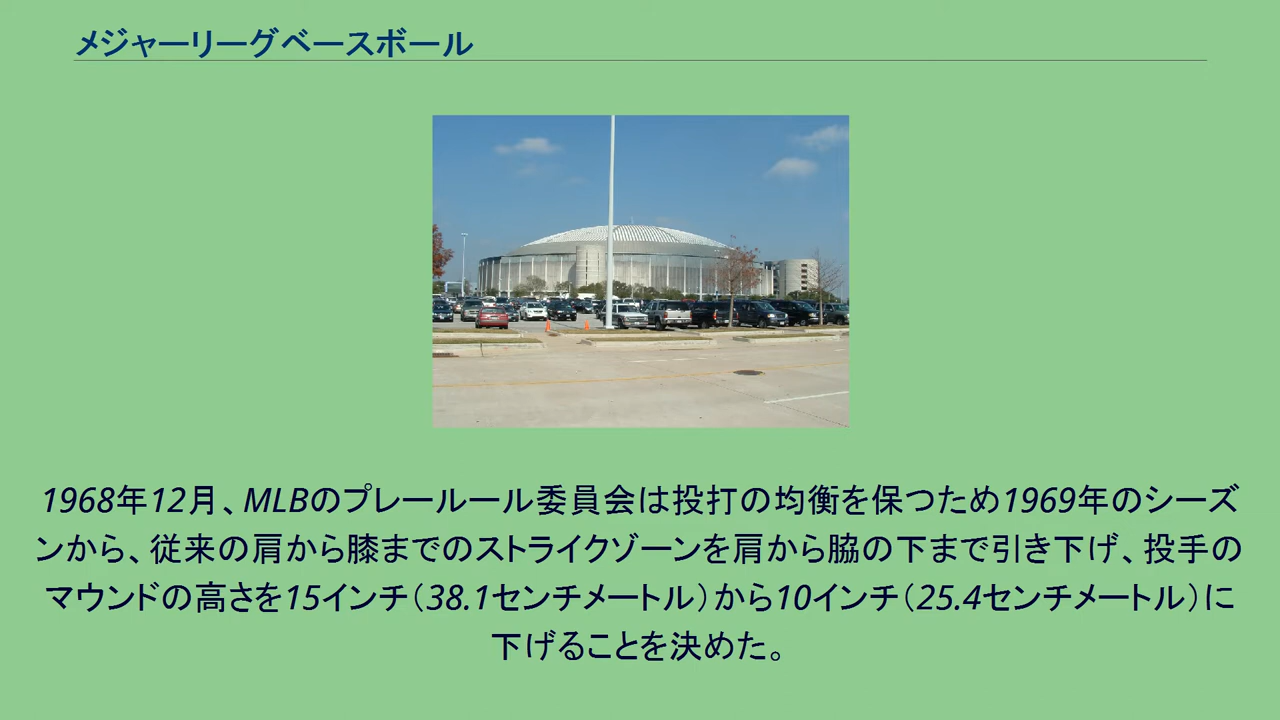 メジャーリーグベースボール
1968年12月、MLBのプレールール委員会は投打の均衡を保つため1969年のシーズ
ンから、従来の肩から膝までのストライクゾーンを肩から脇の下まで引き下げ、投手の
マウンドの高さを15インチ（38.1センチメートル）から10インチ（25.4センチメートル）に
下げることを決めた。